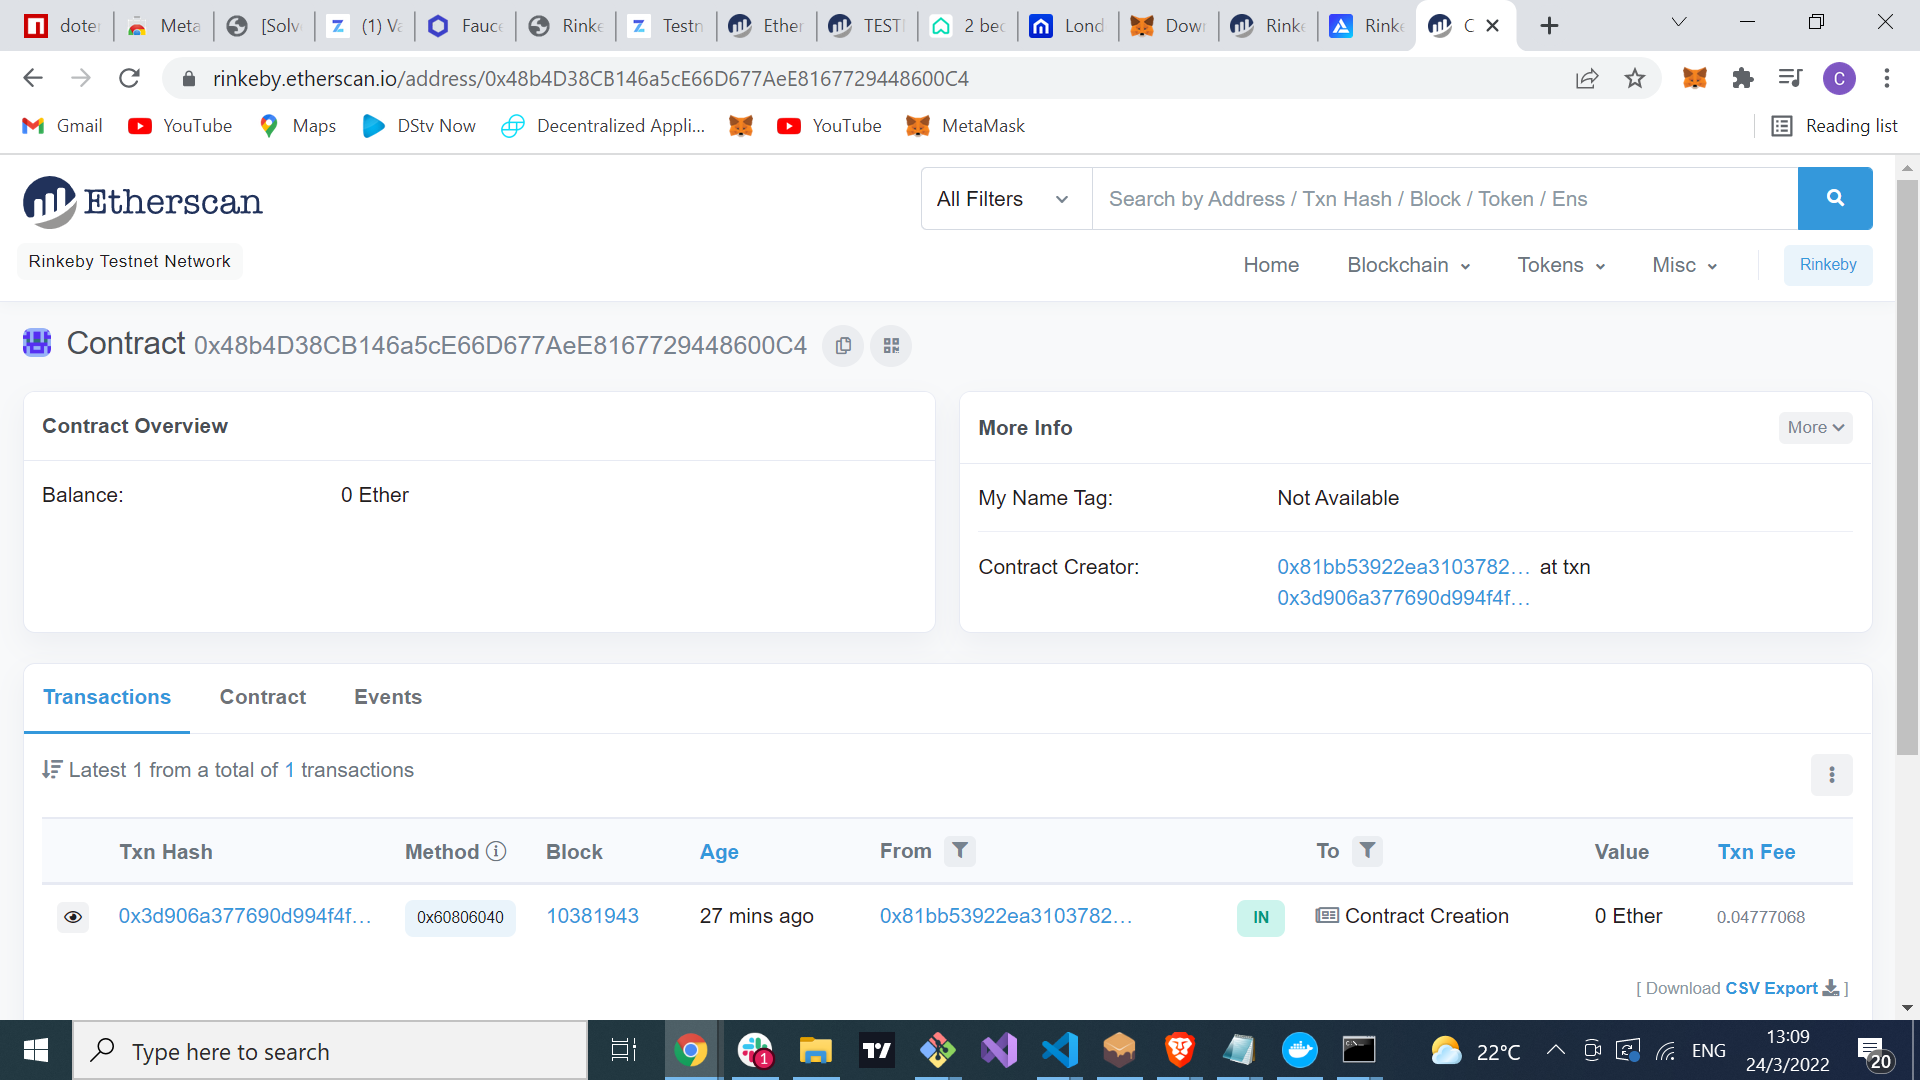 doter Meta [Solv (1) Va Fauce Rinke Testn Ether TEST 2 bec Lond Dow Rinke Rinke C
rinkeby.etherscan.io/address/0x48b4D38CB146a5cE66D677AeE8167729448600C4
C
Gmail YouTube Maps DStv Now Decentralized Appli... YouTube MetaMask Reading list
Etherscan
All Filters Search by Address / Txn Hash / Block / Token / Ens
Rinkeby Testnet Network
Home Blockchain Tokens Misc Rinkeby
Contract 0x48b4D38CB146a5cE66D677AeE8167729448600C4
Contract Overview
Balance: 0 Ether
More Info More
My Name Tag: Not Available
Contract Creator: 0x81bb53922ea3103782... at txn
0x3d906a377690d994f4f...
Transactions Contract Events
Latest 1 from a total of 1 transactions
Txn Hash Method Block Age From To Value Txn Fee
0x3d906a377690d994f4f... 0x60806040 10381943 27 mins ago 0x81bb53922ea3103782... IN Contract Creation 0 Ether 0.04777068
[ Download CSV Export ]
Type here to search
1
22°C ENG
13:09
24/3/2022
20